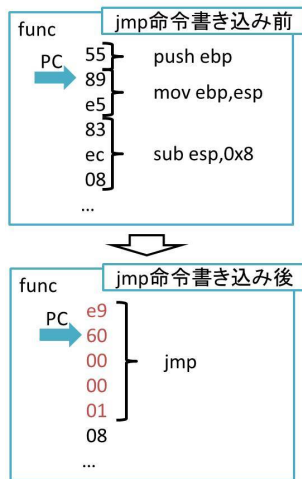 jmp命令書き込み前
func
PC
55
push ebp
89
e5
mov ebp,esp
83
ec
08
sub esp,0x8
…
jmp命令書き込み後
func
PC
e9
60
00
00
01
jmp
08
…